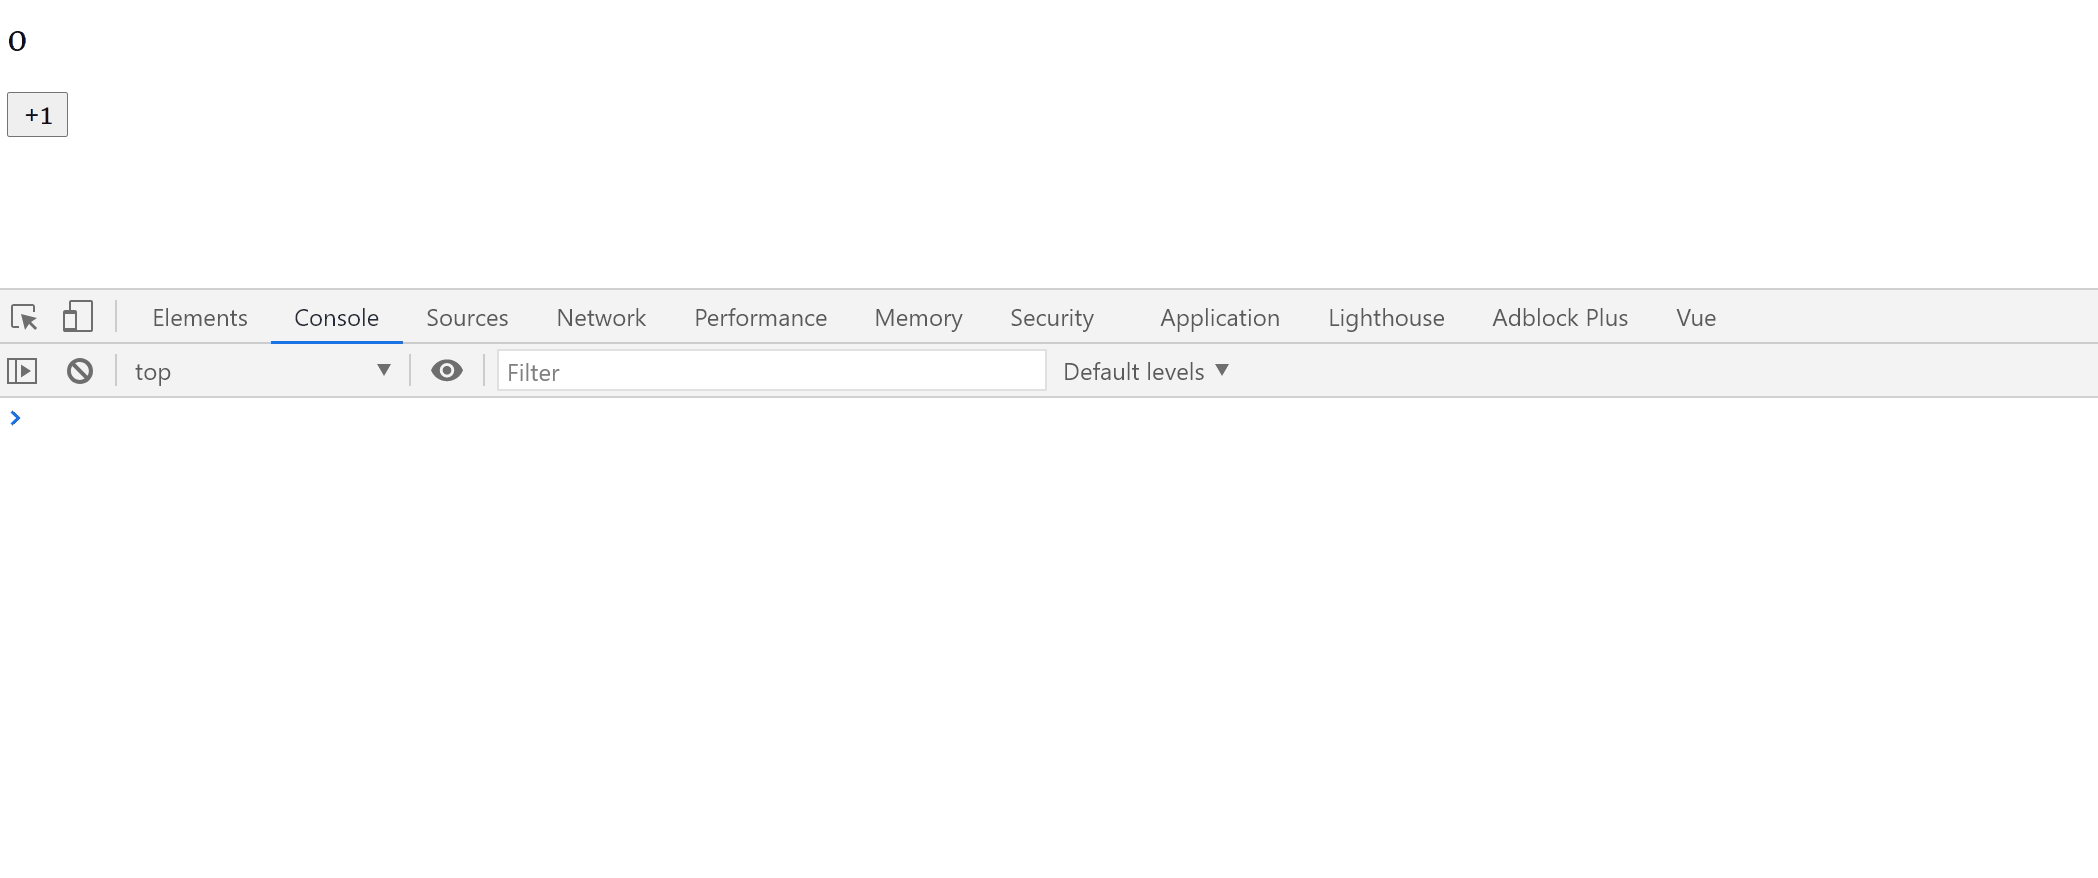 0
+1
Elements Console Sources Network Performance Memory Security Application Lighthouse Adblock Plus Vue
top Filter Default levels